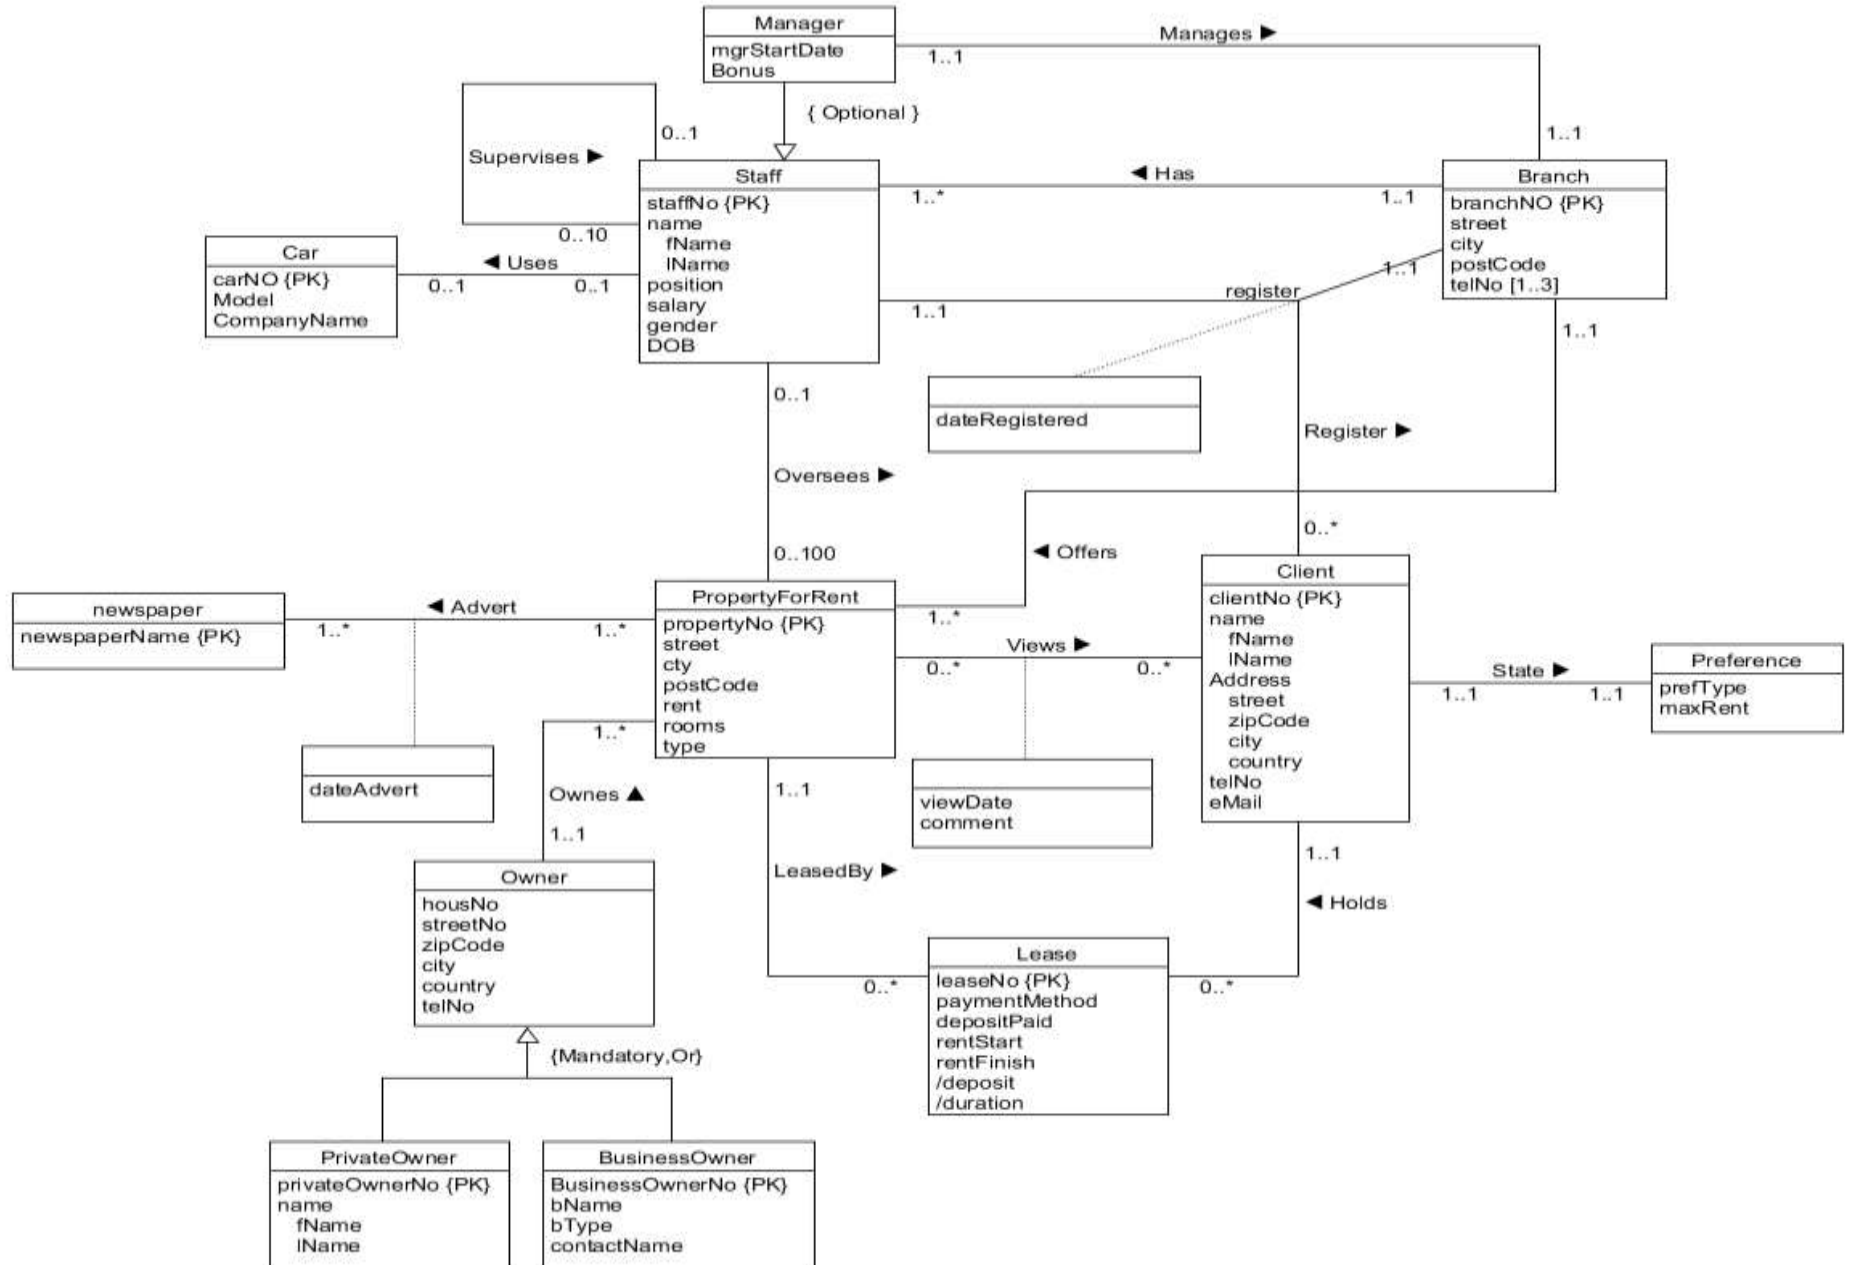 Manager
mgrStartDate
Bonus
Manages ►
1..1
1..1
{ Optional }
Supervises ►
0..1
0..10
Staff
staffNo {PK}
name
fName
lName
position
salary
gender
DOB
◄ Has
1..*
1..1
Branch
branchNO {PK}
street
city
postCode
telNo [1..3]
Car
carNO {PK}
Model
CompanyName
◄ Uses
0..1
0..1
register
1..1
1..1
1..1
dateRegistered
Register ►
0..*
0..1
Oversees ►
0..100
◄ Offers
1..*
newspaper
newspaperName {PK}
◄ Advert
1..*
1..*
dateAdvert
PropertyForRent
propertyNo {PK}
street
cty
postCode
rent
rooms
type
Views ►
0..*
0..*
viewDate
comment
Client
clientNo {PK}
name
fName
lName
Address
street
zipCode
city
country
telNo
eMail
State ►
1..1
1..1
Preference
prefType
maxRent
1..*
Ownes ▲
1..1
1..1
LeasedBy ►
0..*
1..1
◄ Holds
0..*
Owner
housNo
streetNo
zipCode
city
country
telNo
{Mandatory,Or}
Lease
leaseNo {PK}
paymentMethod
depositPaid
rentStart
rentFinish
/deposit
/duration
PrivateOwner
privateOwnerNo {PK}
name
fName
lName
BusinessOwner
BusinessOwnerNo {PK}
bName
bType
contactName